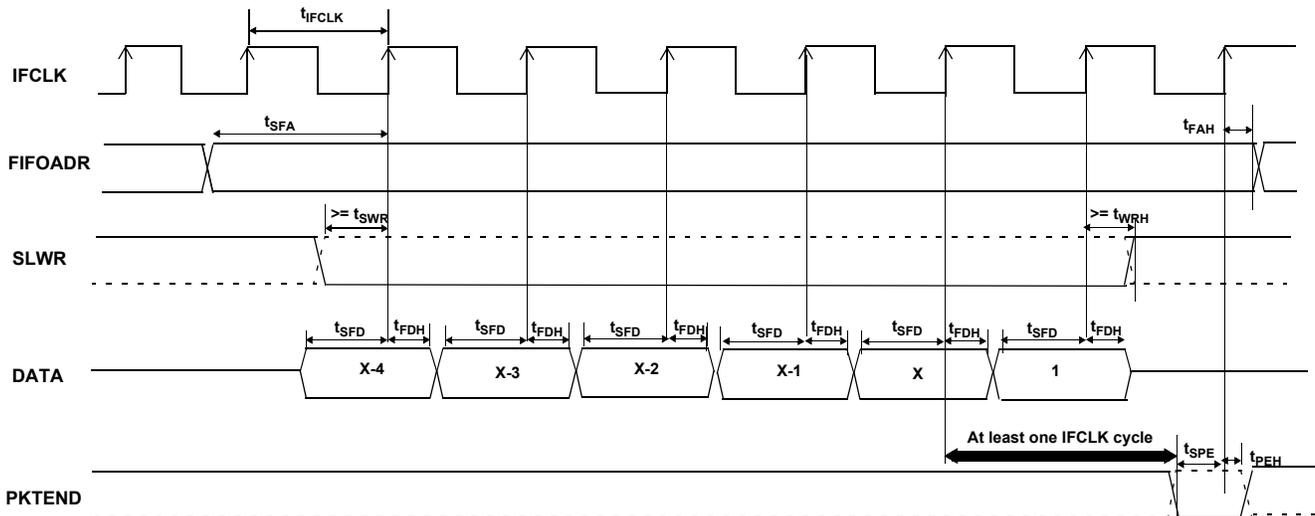 tIFCLK
IFCLK
tSFA
tFAH
FIFOADR
>= tSWR
>= tWRH
SLWR
tSFD tFDH tSFD tFDH tSFD tFDH tSFD tFDH tSFD tFDH tSFD tFDH
DATA X-4 X-3 X-2 X-1 X 1
At least one IFCLK cycle
tSPE tPEH
PKTEND